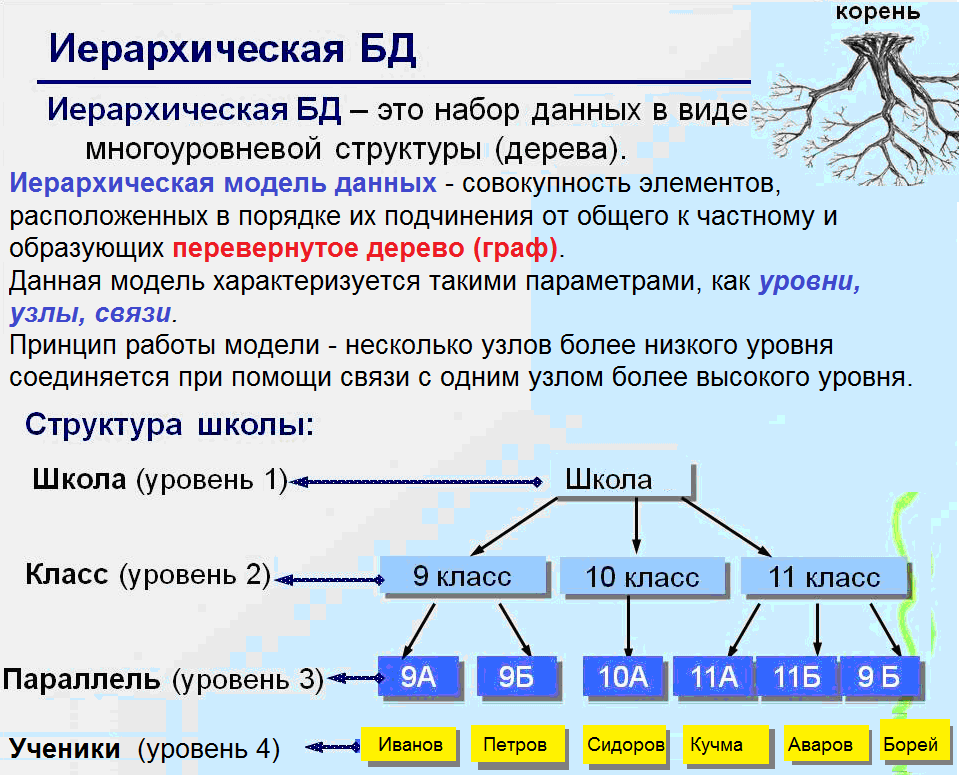 корень
Иерархическая БД
Иерархическая БД – это набор данных в виде
многоуровневой структуры (дерева).
Иерархическая модель данных - совокупность элементов,
расположенных в порядке их подчинения от общего к частному и
образующих перевернутое дерево (граф).
Данная модель характеризуется такими параметрами, как уровни,
узлы, связи.
Принцип работы модели - несколько узлов более низкого уровня
соединяется при помощи связи с одним узлом более высокого уровня.
Структура школы:
Школа (уровень 1) Школа
Класс (уровень 2) 9 класс 10 класс 11 класс
Параллель (уровень 3) 9А 9Б 10А 11А 11Б 9 Б
Ученики (уровень 4) Иванов Петров Сидоров Кучма Аваров Борей